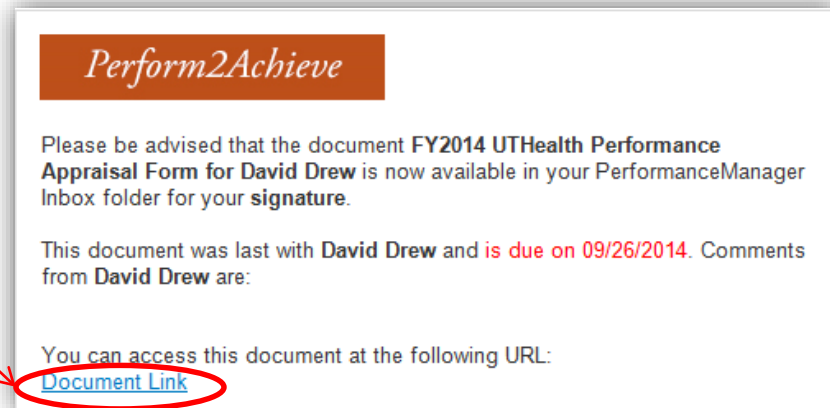 Perform2Achieve
Please be advised that the document FY2014 UTHealth Performance
Appraisal Form for David Drew is now available in your PerformanceManager
Inbox folder for your signature.
This document was last with David Drew and is due on 09/26/2014. Comments
from David Drew are:
You can access this document at the following URL:
Document Link